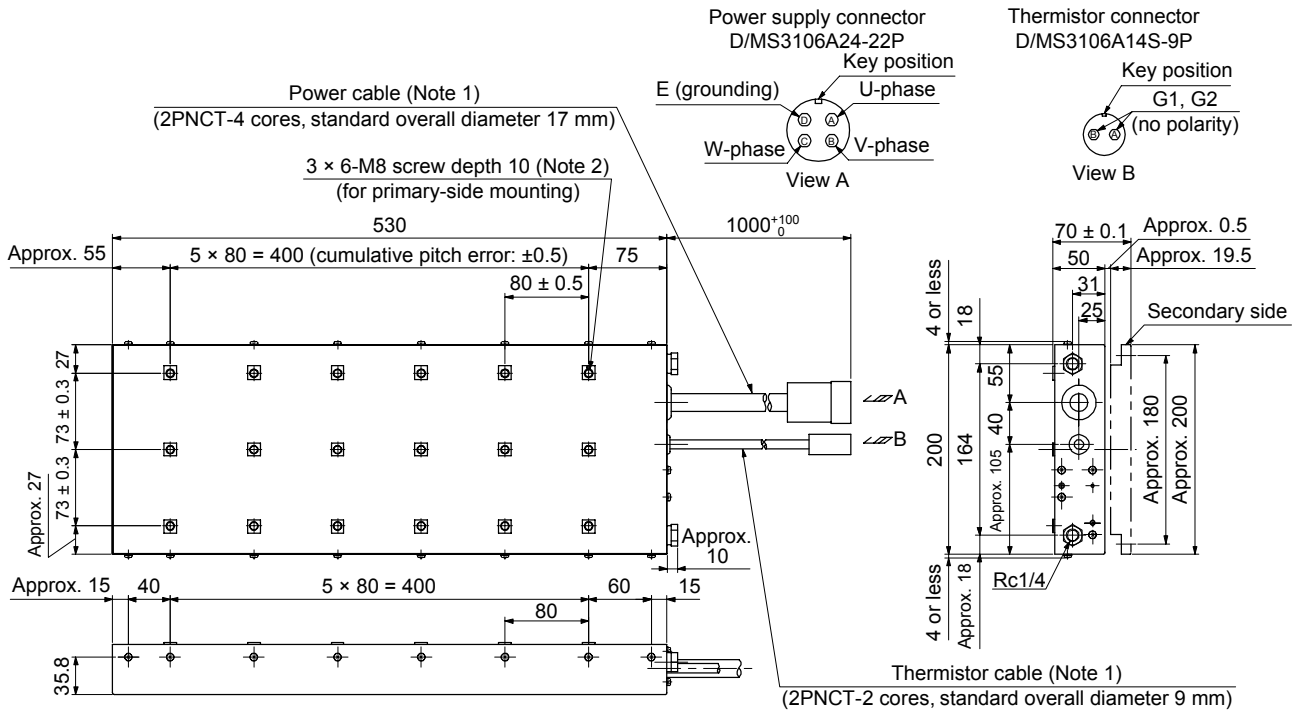 Power supply connector
D/MS3106A24-22P
Key position
E (grounding)
U-phase
D
A
C
B
W-phase
V-phase
View A
Thermistor connector
D/MS3106A14S-9P
Key position
G1, G2
(no polarity)
B
A
View B
Power cable (Note 1)
(2PNCT-4 cores, standard overall diameter 17 mm)
3 × 6-M8 screw depth 10 (Note 2)
(for primary-side mounting)
530
1000 +100 0
Approx. 55
5 × 80 = 400 (cumulative pitch error: ±0.5)
75
80 ± 0.5
27
73 ± 0.3
73 ± 0.3
Approx. 27
A
B
Approx.
10
Approx. 15
40
5 × 80 = 400
60
15
80
35.8
70 ± 0.1
Approx. 0.5
50
Approx. 19.5
31
25
4 or less
18
Secondary side
200
164
55
40
Approx. 105
Approx. 180
Approx. 200
4 or less
Approx. 18
Rc1/4
Thermistor cable (Note 1)
(2PNCT-2 cores, standard overall diameter 9 mm)